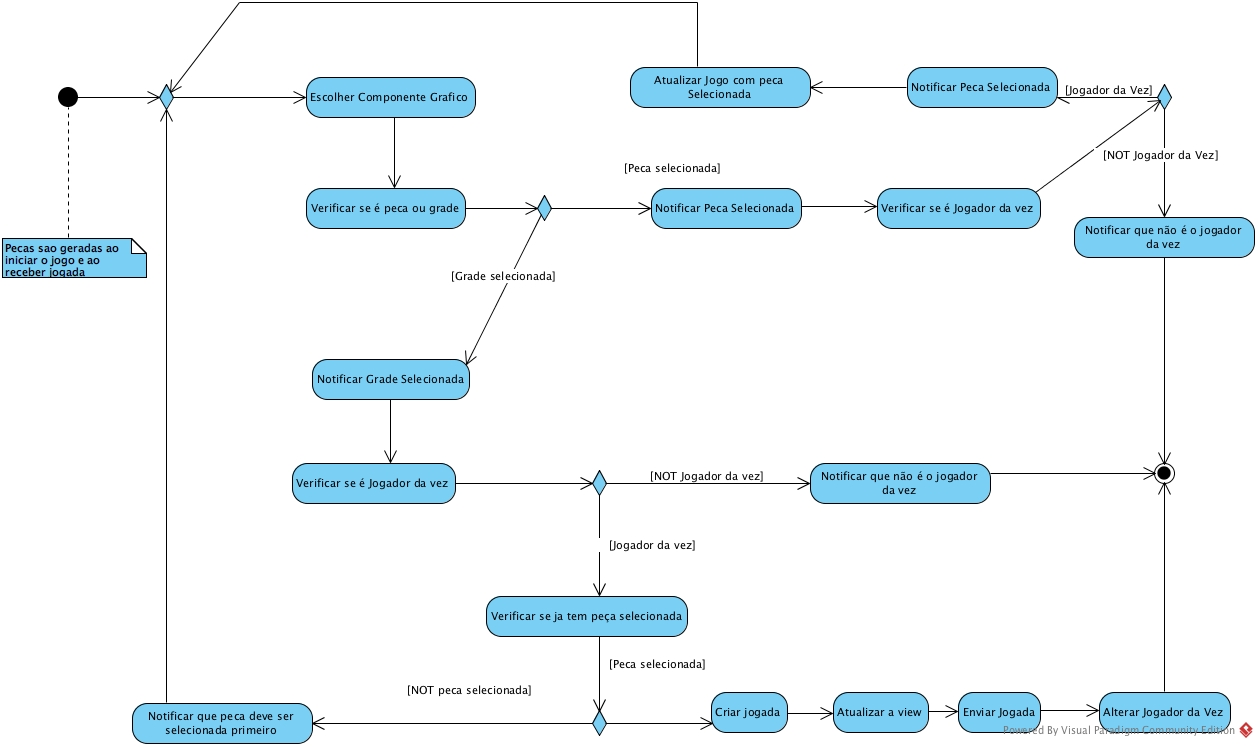 Atualizar Jogo com peca
Selecionada
Notificar Peca Selecionada
[Jogador da Vez]
Escolher Componente Grafico
[NOT Jogador da Vez]
[Peca selecionada]
Verificar se é peca ou grade
Notificar Peca Selecionada
Verificar se é Jogador da vez
Notificar que não é o jogador
da vez
Pecas sao geradas ao
iniciar o jogo e ao
receber jogada
[Grade selecionada]
Notificar Grade Selecionada
Verificar se é Jogador da vez
[NOT Jogador da vez]
Notificar que não é o jogador
da vez
[Jogador da vez]
Verificar se ja tem peça selecionada
[Peca selecionada]
[NOT peca selecionada]
Notificar que peca deve ser
selecionada primeiro
Criar jogada
Atualizar a view
Enviar Jogada
Alterar Jogador da Vez
Powered By Visual Paradigm Community Edition